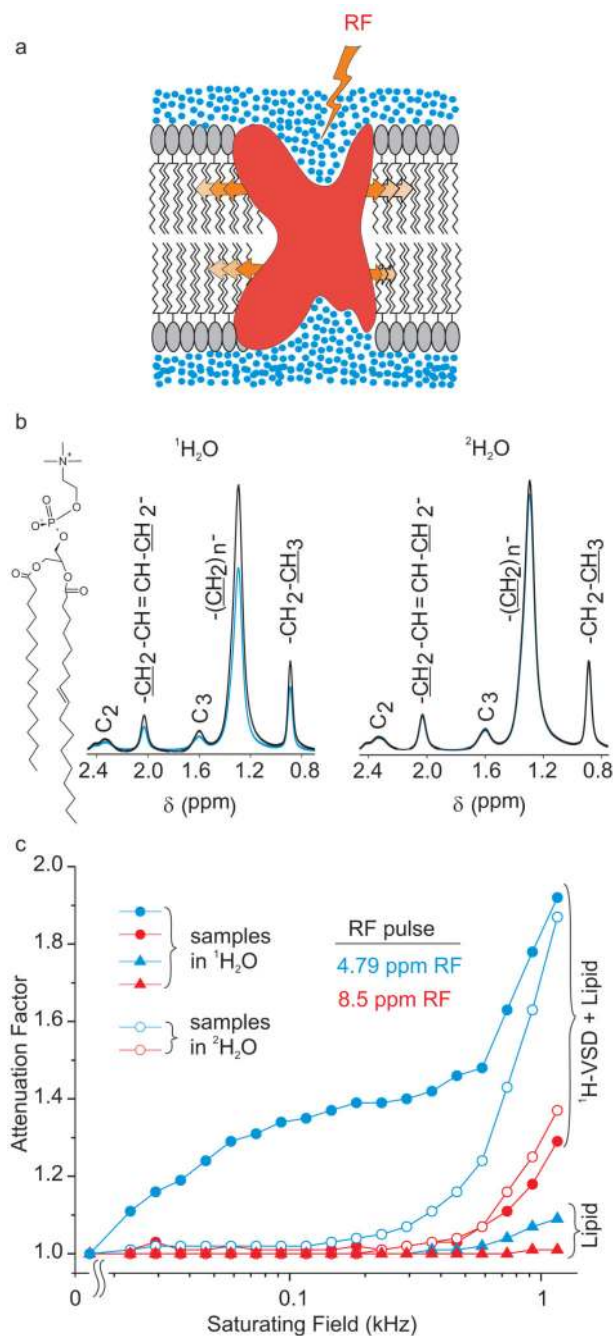 a
RF
b
¹H₂O
²H₂O
N⁺
O
P
O⁻
O
O
O
O
O
O
C₂
-CH₂-CH=CH-CH₂-
C₃
-(CH₂)n-
-CH₂-CH₃
C₂
-CH₂-CH=CH-CH₂-
C₃
-(CH₂)n-
-CH₂-CH₃
2.4 2.0 1.6 1.2 0.8
2.4 2.0 1.6 1.2 0.8
δ (ppm)
δ (ppm)
c
2.0
1.8
1.6
1.4
1.2
1.0
Attenuation Factor
samples
in ¹H₂O
samples
in ²H₂O
RF pulse
4.79 ppm RF
8.5 ppm RF
¹H-VSD + Lipid
Lipid
0 0.1 1
Saturating Field (kHz)